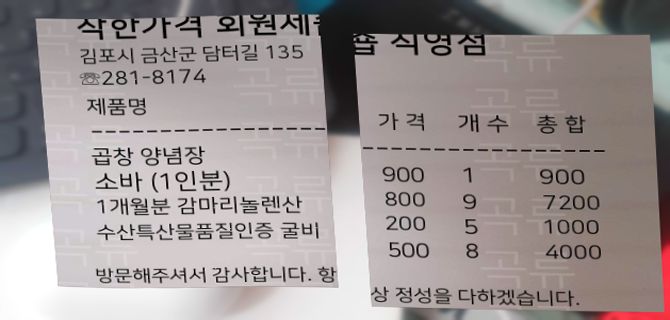 착한가격 회원제숍 직영점
김포시 금산군 담터길 135
☏281-8174
제품명 가격 개수 총합
곱창 양념장 900 1 900
소바 (1인분) 800 9 7200
1개월분 감마리놀렌산 200 5 1000
수산특산물품질인증 굴비 500 8 4000
방문해주셔서 감사합니다. 항상 정성을 다하겠습니다.